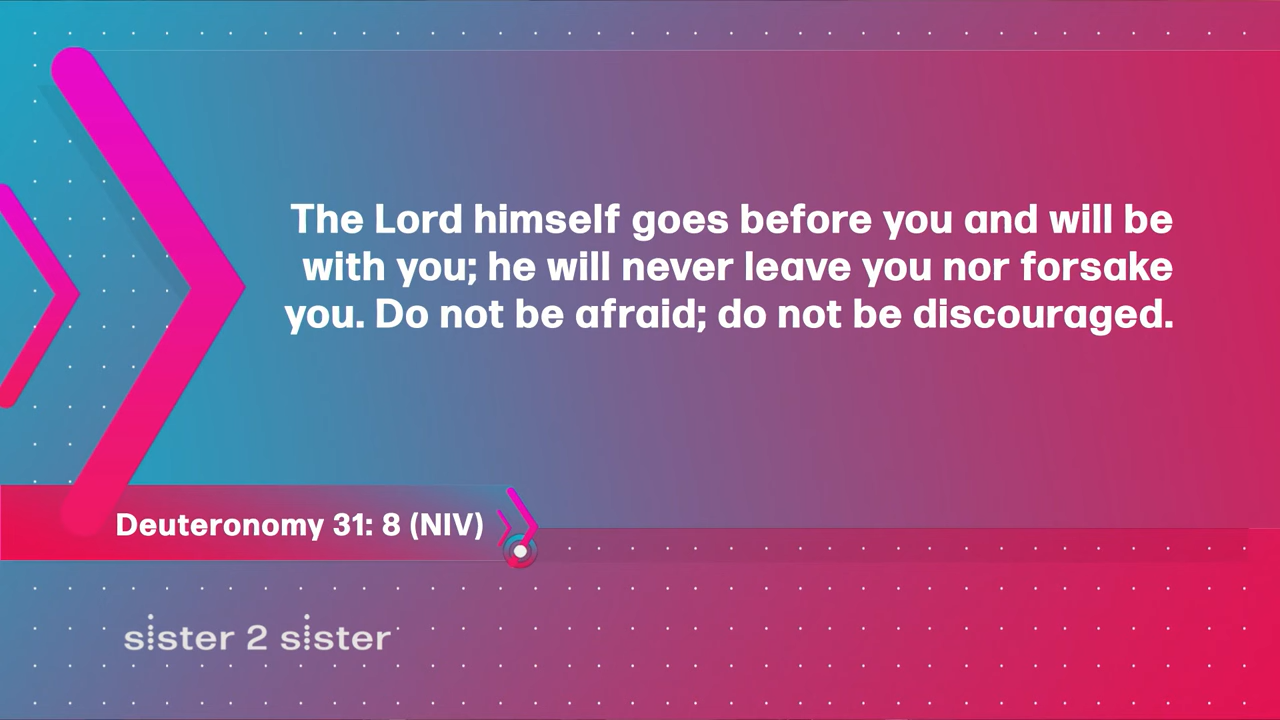 The Lord himself goes before you and will be
with you; he will never leave you nor forsake
you. Do not be afraid; do not be discouraged.
Deuteronomy 31: 8 (NIV)
sister 2 sister